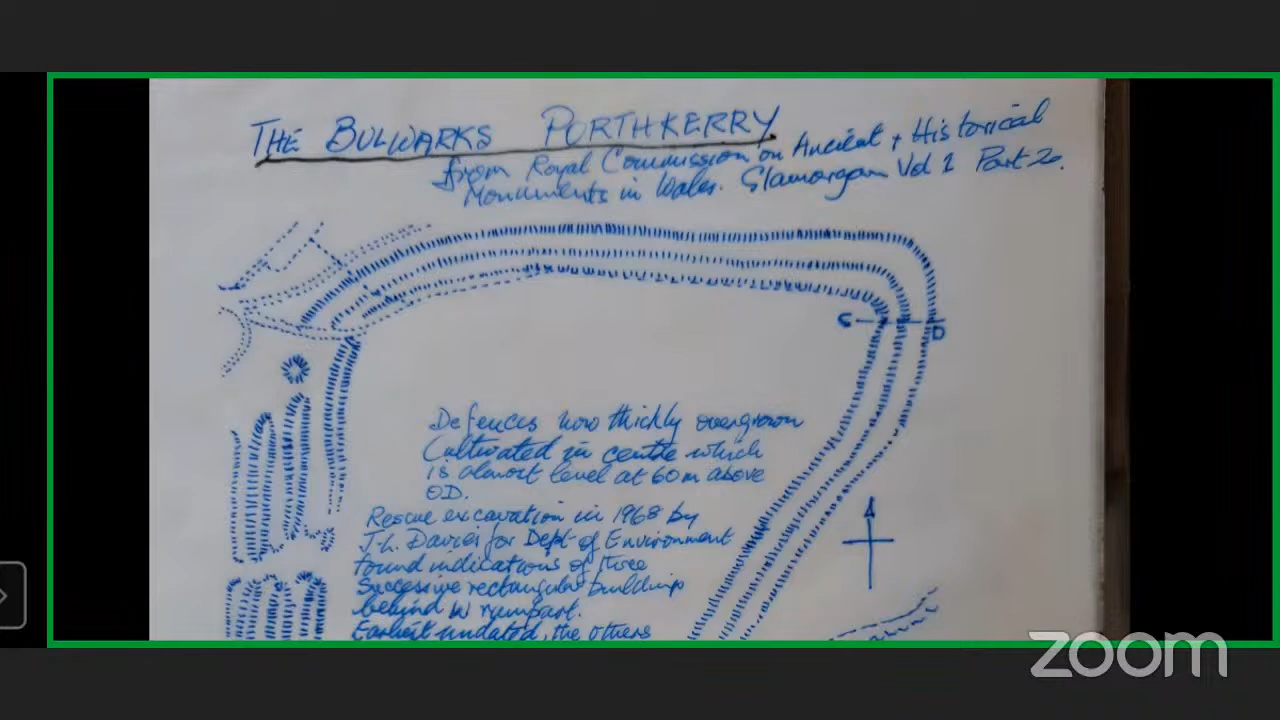 THE BULWARKS PORTHKERRY
from Royal Commission on Ancient + Historical
Monuments in Wales. Glamorgan Vol 1 Part 2.
C
D
Defences now thickly overgrown
Cultivated in centre which
is almost level at 60m above
O.D.
Rescue excavation in 1968 by
J.L. Davies for Dept of Environment
found indications of three
Successive rectangular buildings
behind W rampart.
Earliest undated, the others
zoom